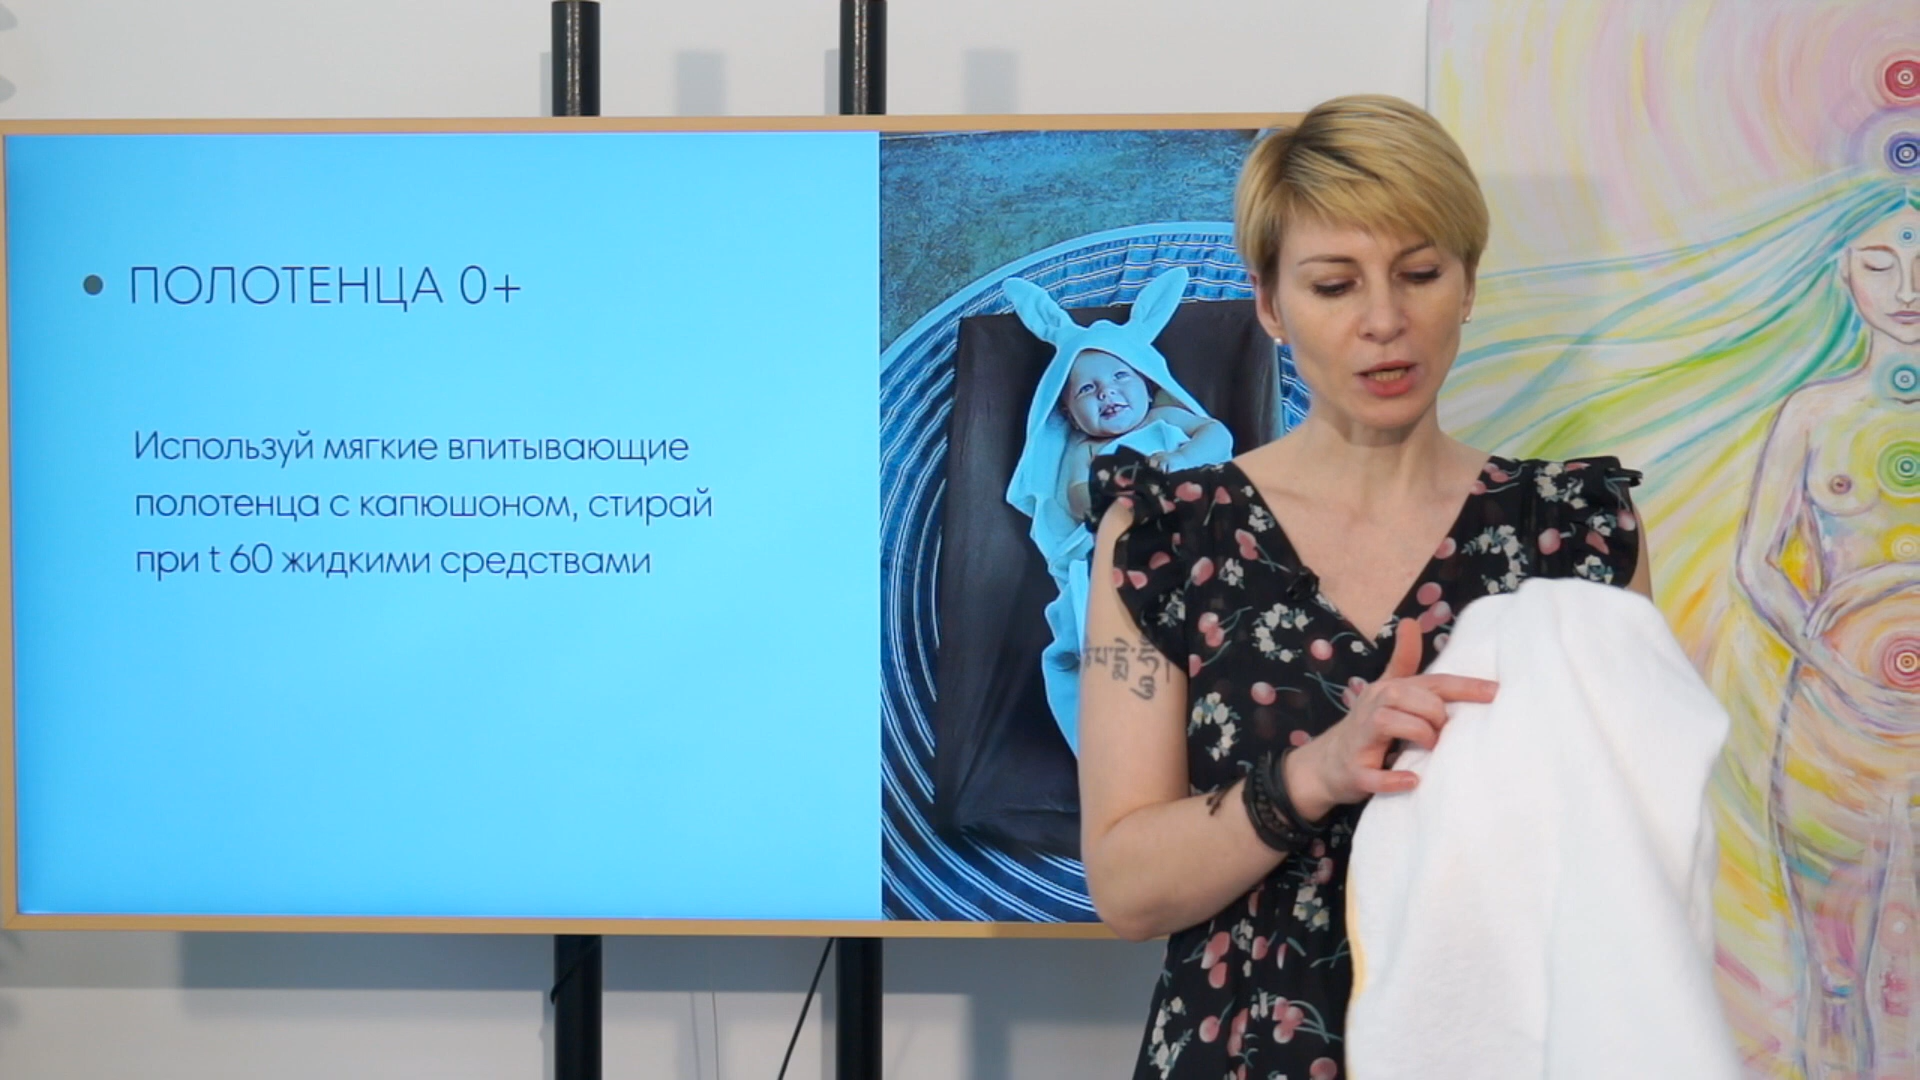 ПОЛОТЕНЦА 0+
Используй мягкие впитывающие
полотенца с капюшоном, стирай
при t 60 жидкими средствами